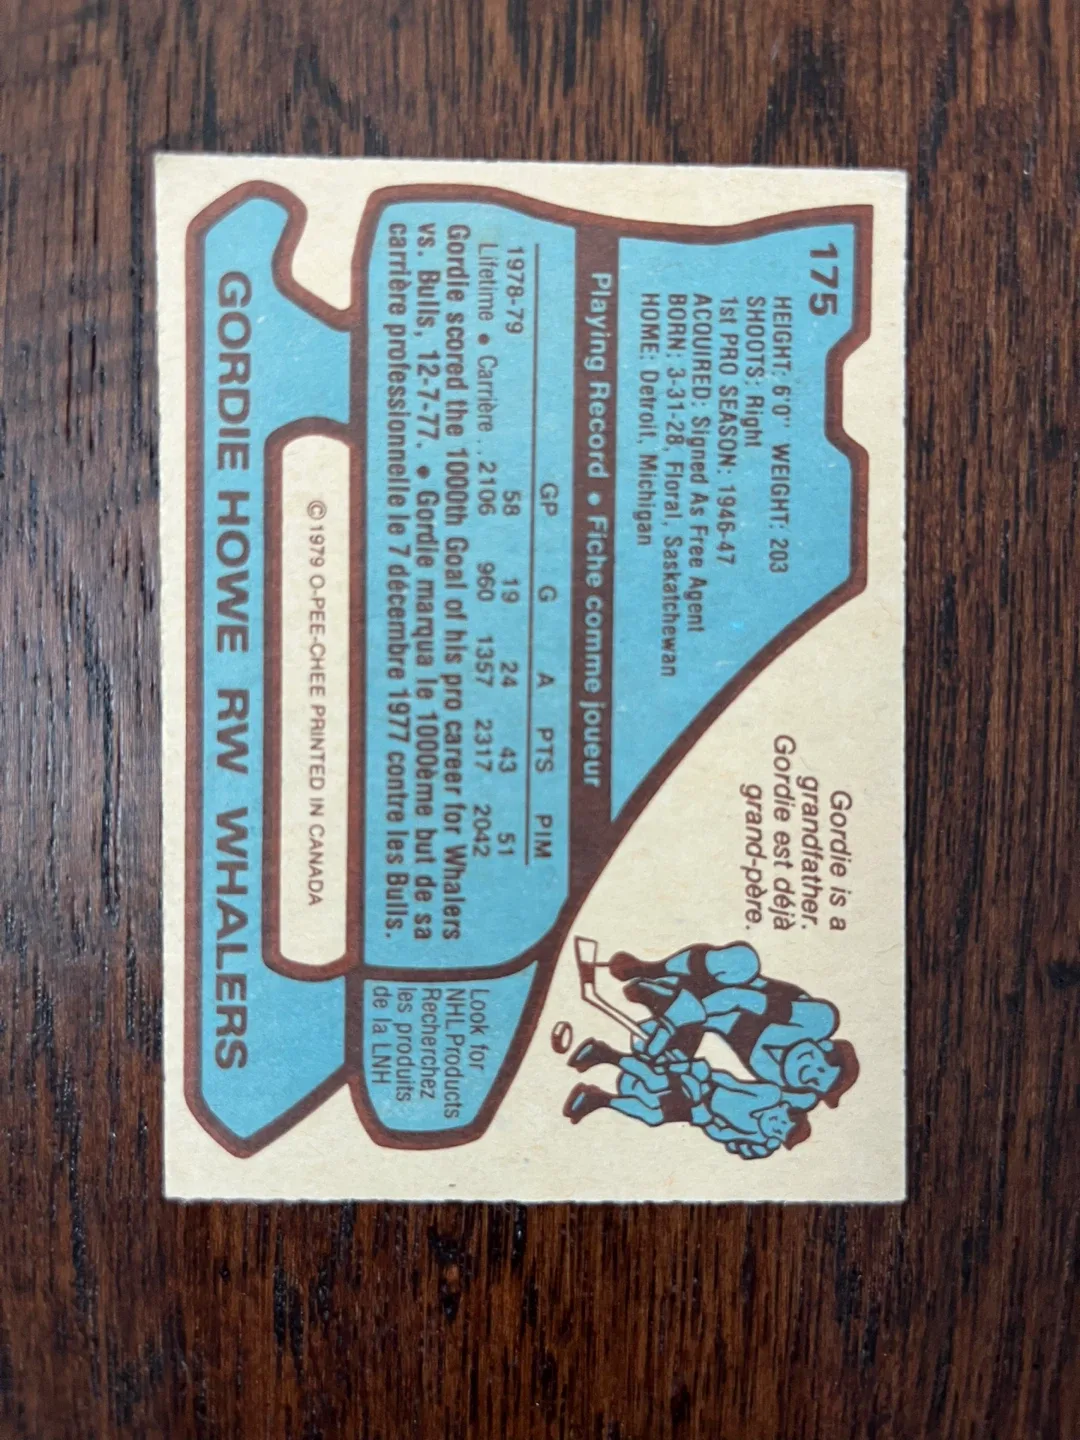 175
HEIGHT: 6'0" WEIGHT: 203
SHOOTS: Right
1st PRO SEASON: 1946-47
ACQUIRED: Signed As Free Agent
BORN: 3-31-28, Floral, Saskatchewan
HOME: Detroit, Michigan
Gordie is a
grandfather.
Gordie est déjà
grand-père.
Playing Record • Fiche comme joueur
GP G A PTS PIM
1978-79 58 19 24 43 51
Lifetime • Carrière .. 2106 960 1357 2317 2042
Gordie scored the 1000th Goal of his pro career for Whalers
vs. Bulls, 12-7-77. • Gordie marqua le 1000ème but de sa
carrière professionnelle le 7 décembre 1977 contre les Bulls.
Look for
NHL Products
Recherchez
les produits
de la LNH
© 1979 O-PEE-CHEE PRINTED IN CANADA
GORDIE HOWE RW WHALERS